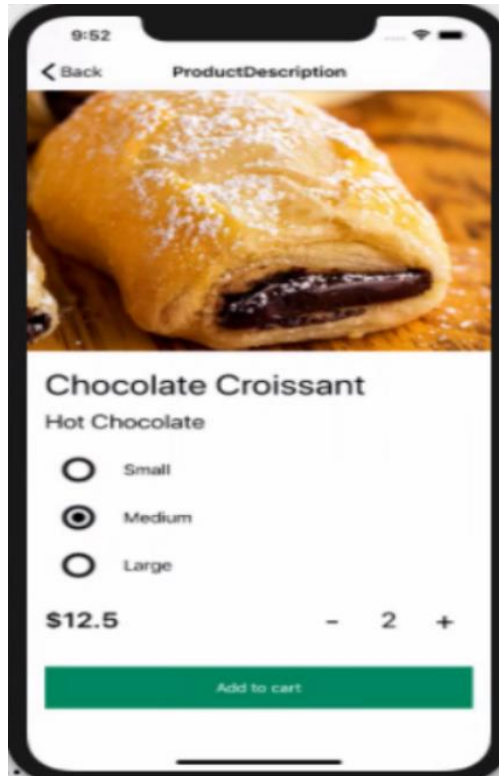 9:52
Back ProductDescription
Chocolate Croissant
Hot Chocolate
Small
Medium
Large
$12.5 - 2 +
Add to cart